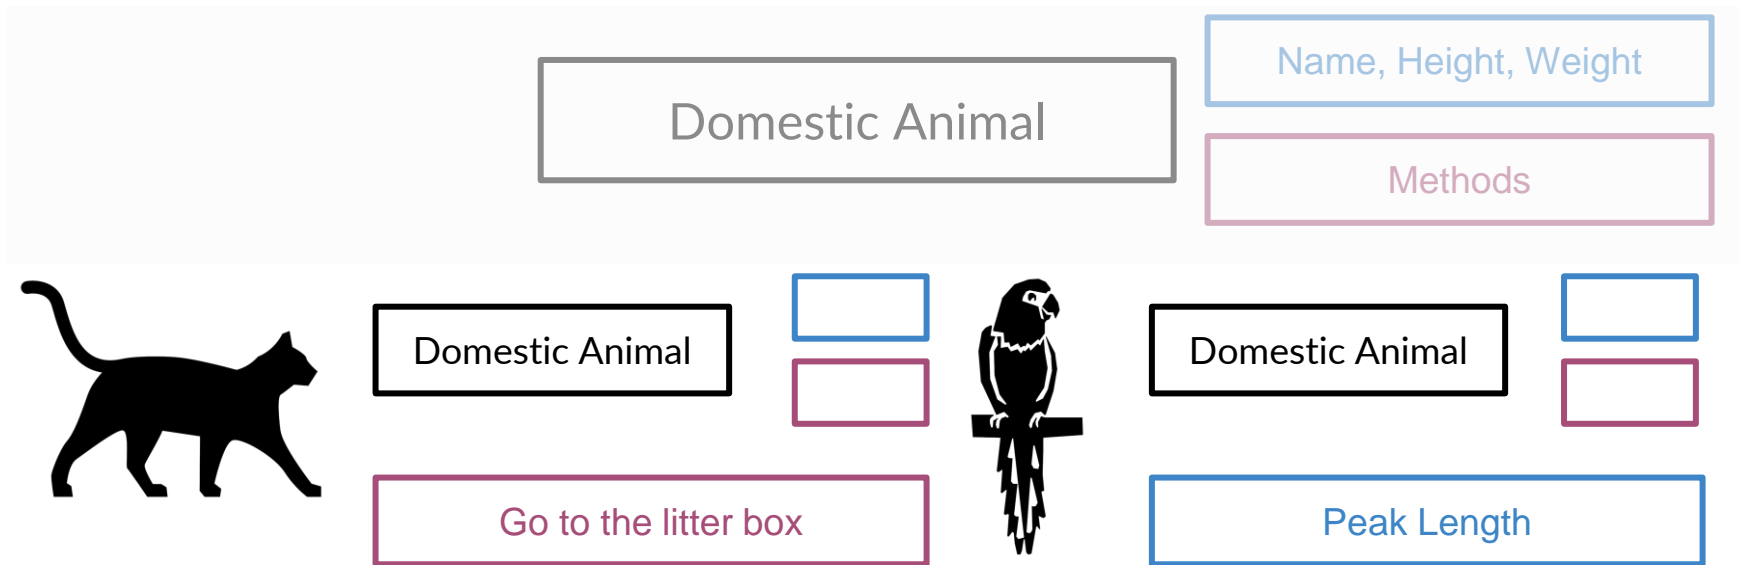 Name, Height, Weight
Domestic Animal
Methods
Domestic Animal
Domestic Animal
Go to the litter box
Peak Length